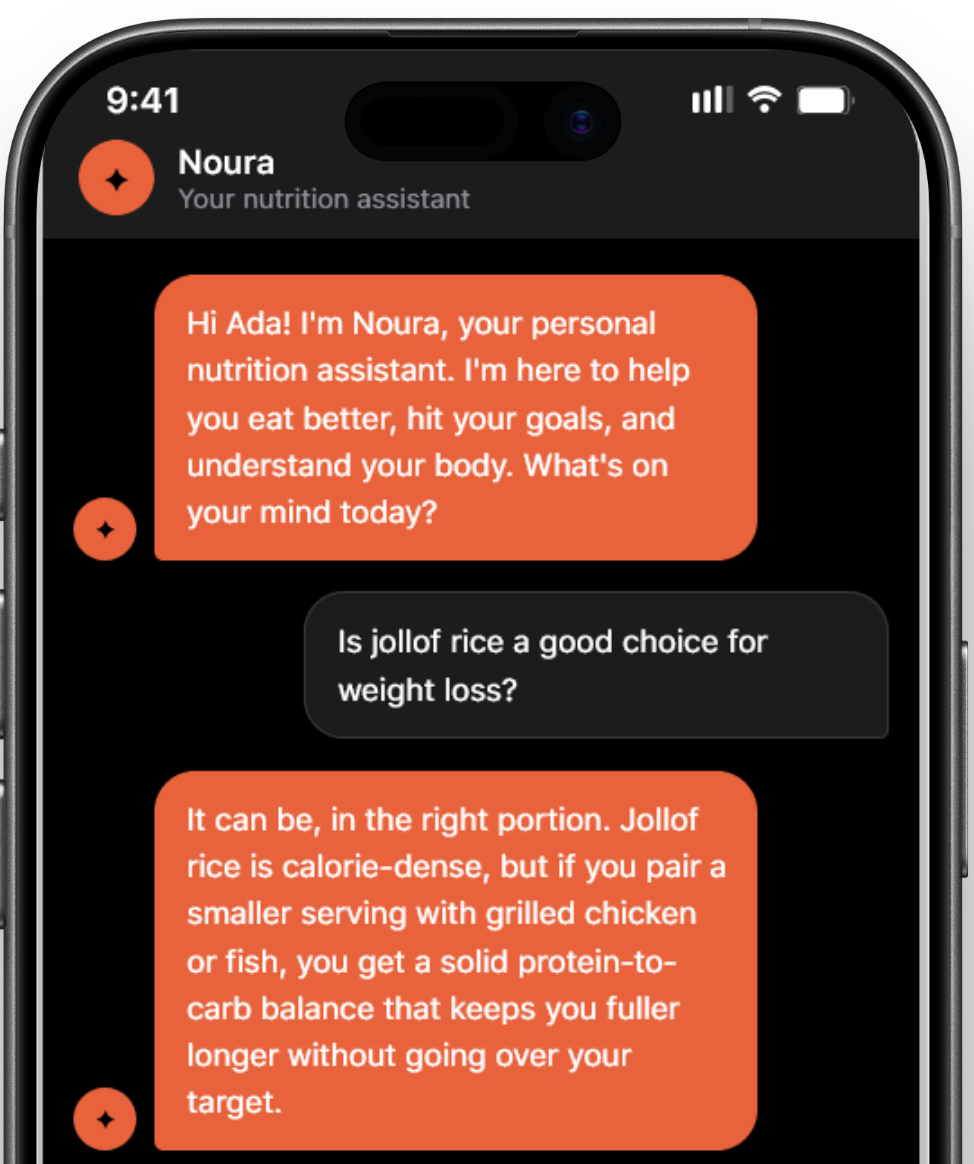 9:41
Noura
Your nutrition assistant
Hi Ada! I'm Noura, your personal
nutrition assistant. I'm here to help
you eat better, hit your goals, and
understand your body. What's on
your mind today?
Is jollof rice a good choice for
weight loss?
It can be, in the right portion. Jollof
rice is calorie-dense, but if you pair a
smaller serving with grilled chicken
or fish, you get a solid protein-to-
carb balance that keeps you fuller
longer without going over your
target.